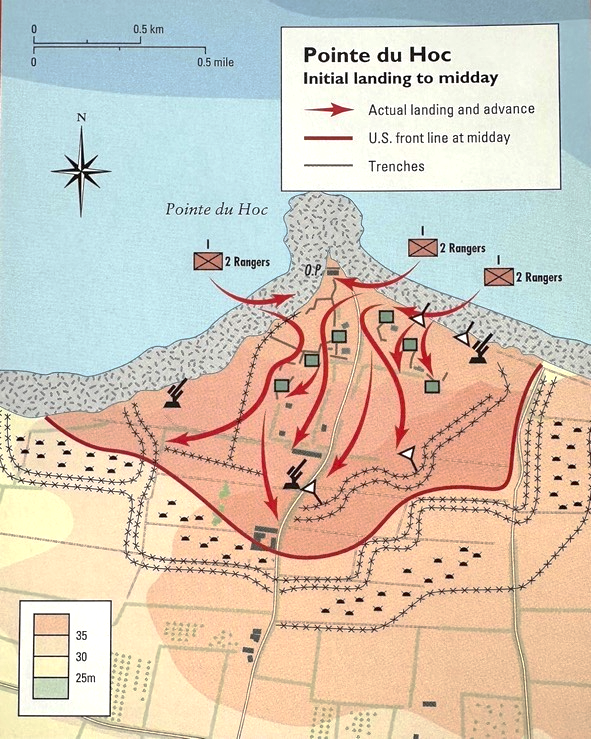 0 0.5 km
0 0.5 mile
Pointe du Hoc
Initial landing to midday
Actual landing and advance
U.S. front line at midday
Trenches
N
Pointe du Hoc
2 Rangers
2 Rangers
2 Rangers
O.P.
35
30
25m